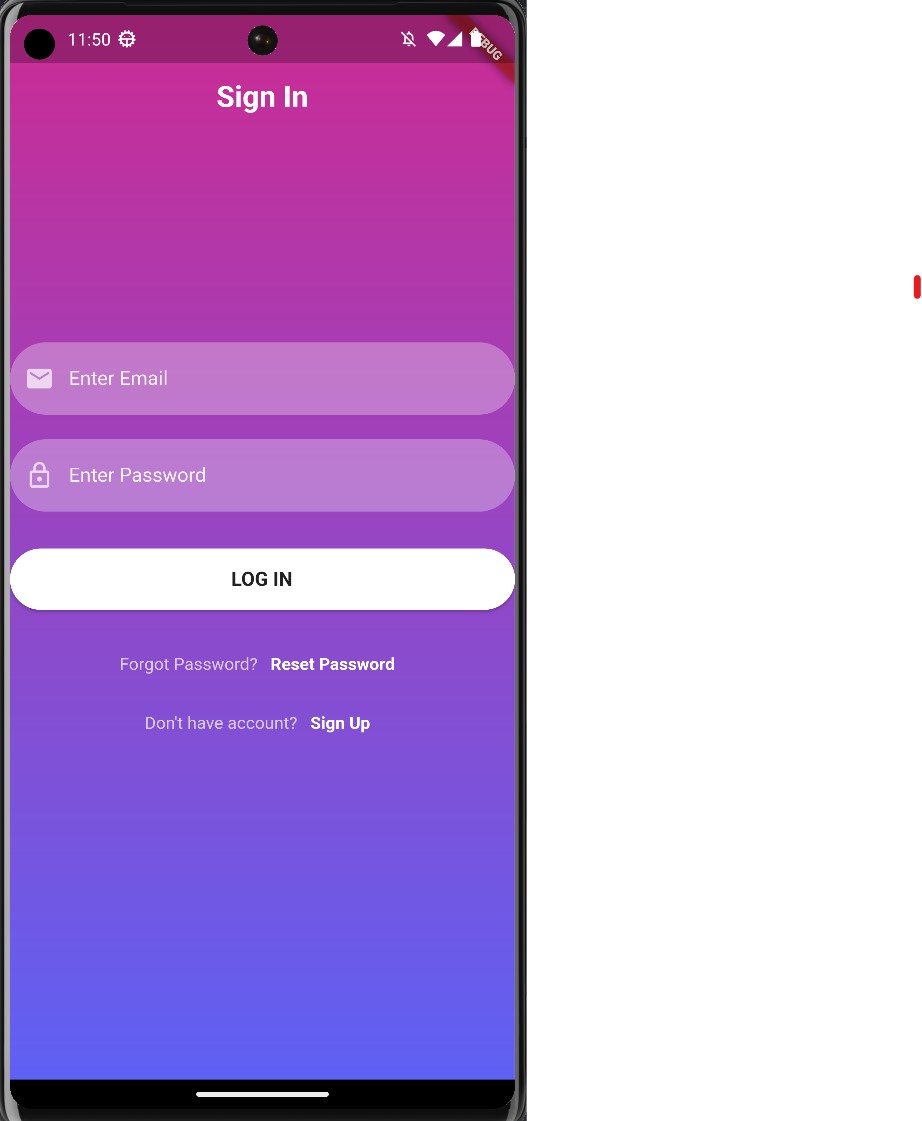 11:50
DEBUG
Sign In
Enter Email
Enter Password
LOG IN
Forgot Password? Reset Password
Don't have account? Sign Up